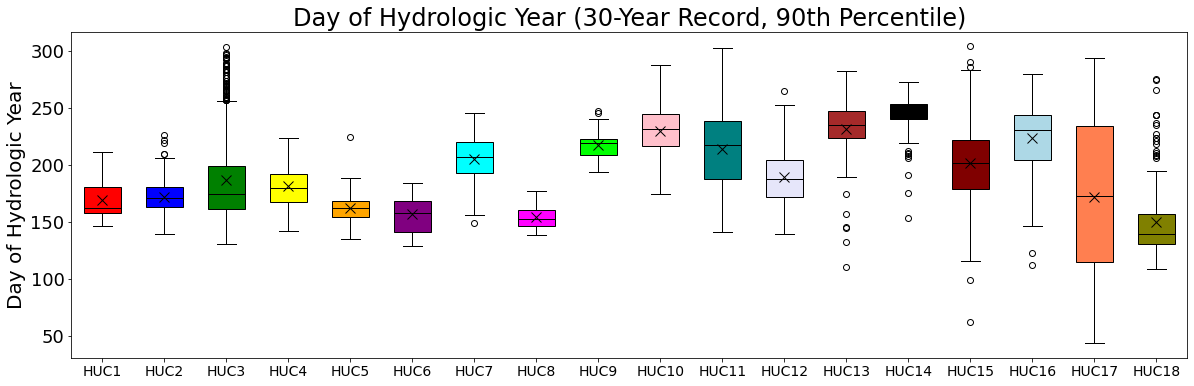 Day of Hydrologic Year (30-Year Record, 90th Percentile)
Day of Hydrologic Year
300
250
200
150
100
50
HUC1 HUC2 HUC3 HUC4 HUC5 HUC6 HUC7 HUC8 HUC9 HUC10 HUC11 HUC12 HUC13 HUC14 HUC15 HUC16 HUC17 HUC18